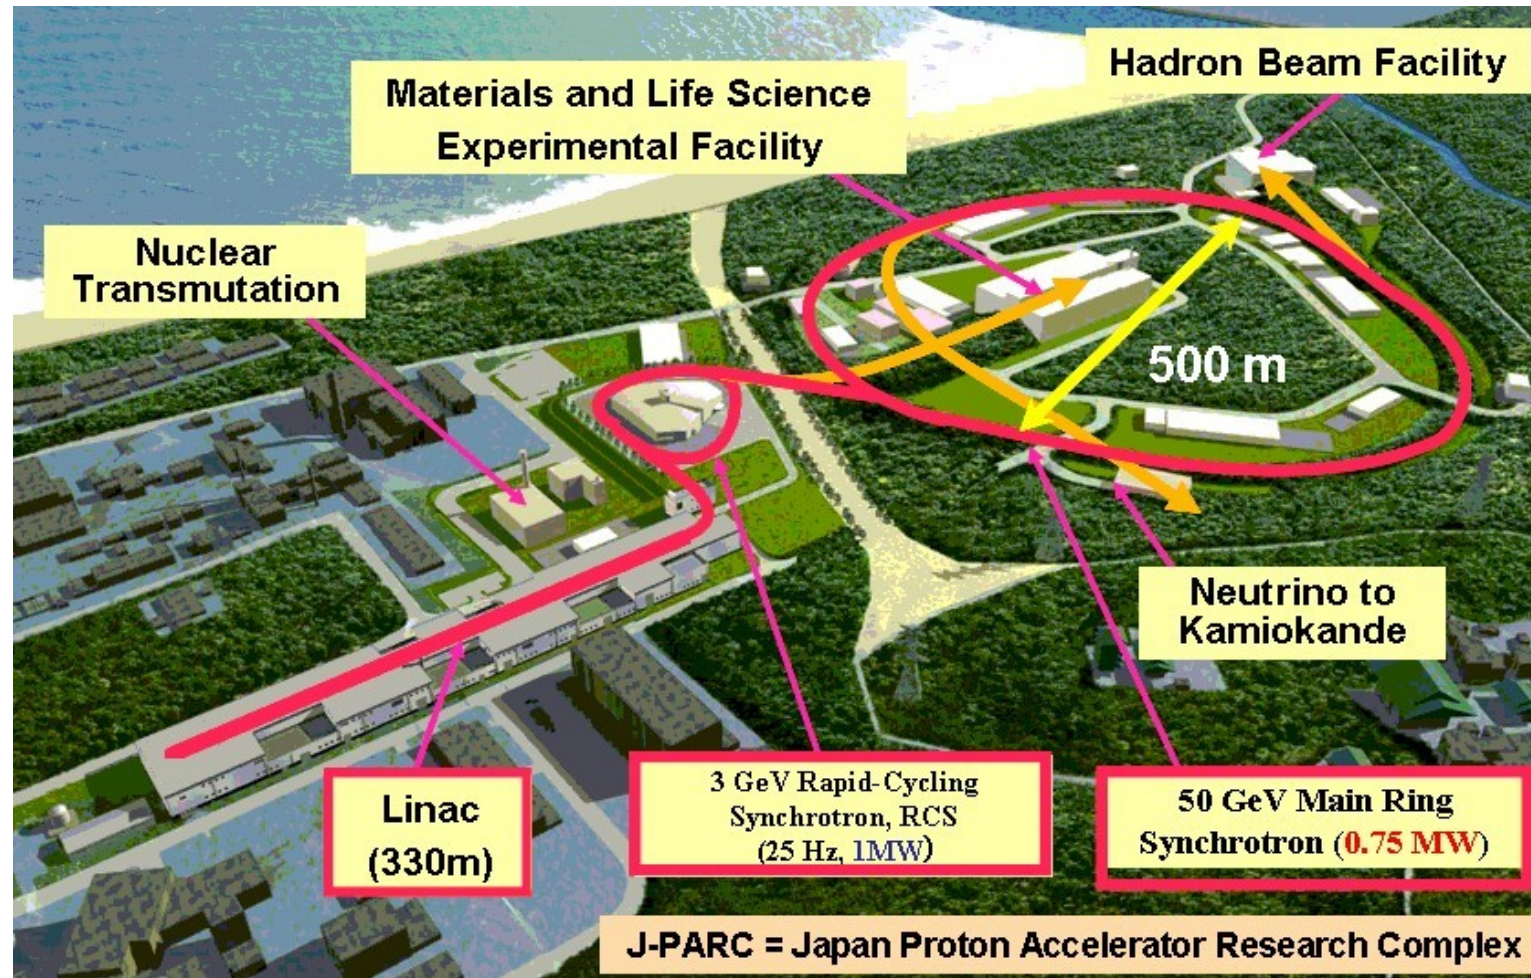 Hadron Beam Facility
Materials and Life Science
Experimental Facility
Nuclear
Transmutation
500 m
Neutrino to
Kamiokande
Linac
(330m)
3 GeV Rapid-Cycling
Synchrotron, RCS
(25 Hz, 1MW)
50 GeV Main Ring
Synchrotron (0.75 MW)
J-PARC = Japan Proton Accelerator Research Complex